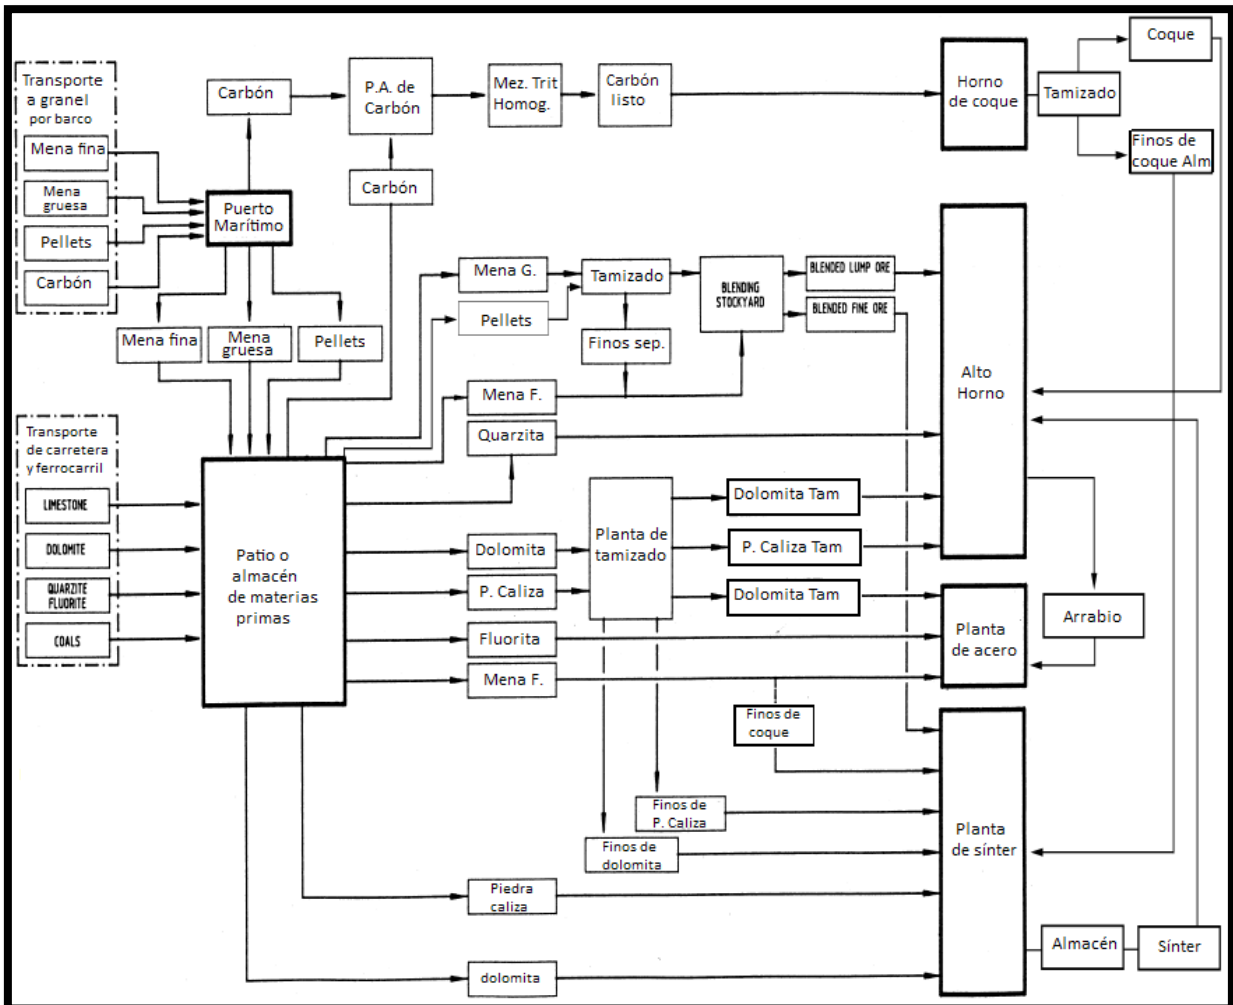 Transporte
a granel
por barco
Mena fina
Mena
gruesa
Pellets
Carbón
Carbón
P.A. de
Carbón
Mez. Trit
Homog.
Carbón
listo
Horno
de coque
Tamizado
Coque
Finos de
coque Alm
Carbón
Puerto
Marítimo
Mena fina
Mena
gruesa
Pellets
Mena G.
Pellets
Tamizado
Finos sep.
BLENDING
STOCKYARD
BLENDED LUMP ORE
BLENDED FINE ORE
Mena F.
Quarzita
Alto
Horno
Transporte
de carretera
y ferrocarril
LIMESTONE
DOLOMITE
QUARZITE
FLUORITE
COALS
Patio o
almacén
de materias
primas
Dolomita
P. Caliza
Fluorita
Mena F.
Planta de
tamizado
Dolomita Tam
P. Caliza Tam
Dolomita Tam
Planta
de acero
Arrabio
Finos de
coque
Finos de
P. Caliza
Finos de
dolomita
Piedra
caliza
dolomita
Planta
de sínter
Almacén
Sínter